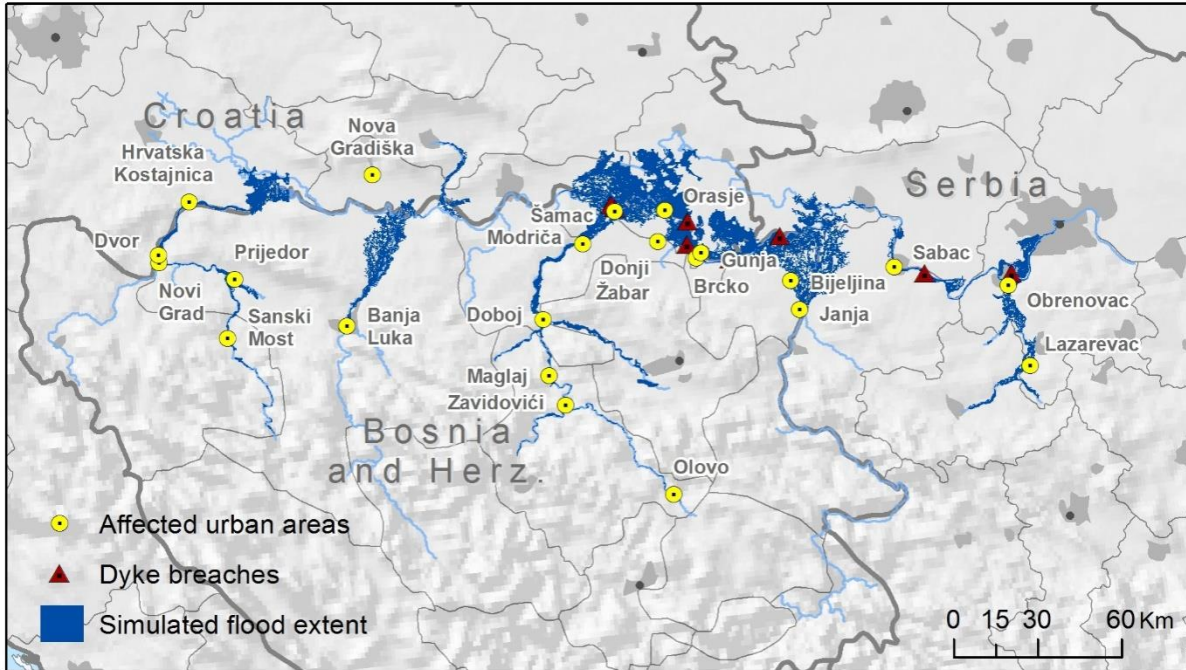 Croatia
Nova
Gradiška
Hrvatska
Kostajnica
Serbia
Orasje
Šamac
Modriča
Dvor
Prijedor
Sabac
Donji
Žabar
Gunja
Brćko
Bijeljina
Novi
Grad
Obrenovac
Sanski
Most
Banja
Luka
Doboj
Janja
Lazarevac
Maglaj
Zavidovići
Bosnia
and Herz.
Olovo
Affected urban areas
Dyke breaches
Simulated flood extent
0 15 30 60 Km